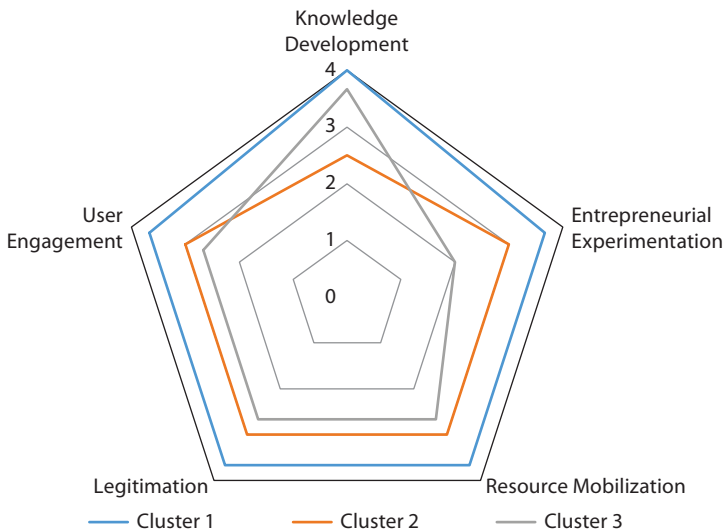 Knowledge
Development
4
3
2
1
0
User
Engagement
Entrepreneurial
Experimentation
Legitimation
Resource Mobilization
Cluster 1
Cluster 2
Cluster 3